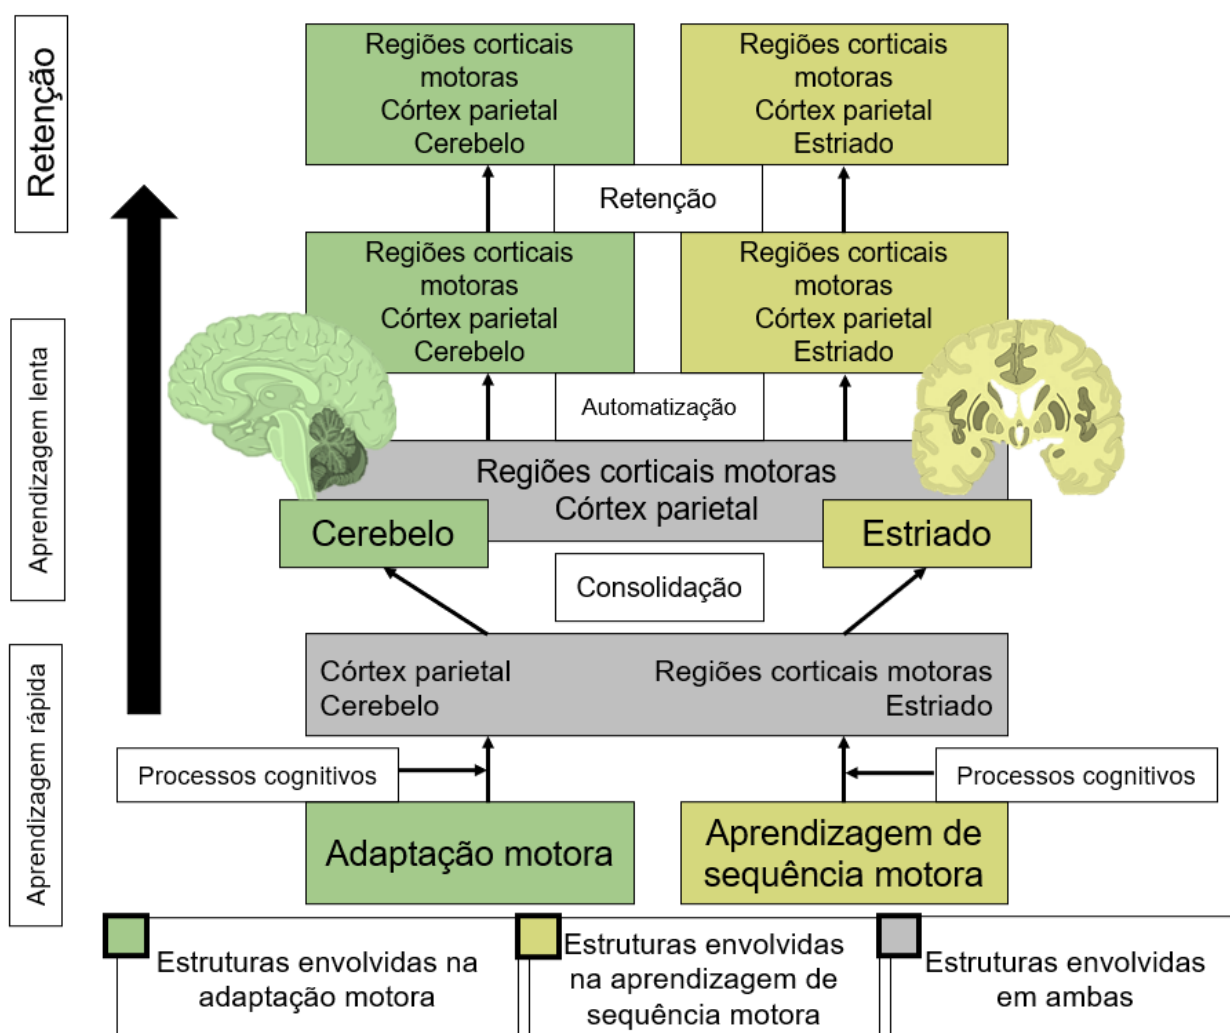 Retenção
Regiões corticais
motoras
Córtex parietal
Cerebelo
Regiões corticais
motoras
Córtex parietal
Estriado
Retenção
Regiões corticais
motoras
Córtex parietal
Cerebelo
Regiões corticais
motoras
Córtex parietal
Estriado
Aprendizagem lenta
Automatização
Regiões corticais motoras
Córtex parietal
Cerebelo
Estriado
Consolidação
Aprendizagem rápida
Córtex parietal
Cerebelo
Regiões corticais motoras
Estriado
Processos cognitivos
Processos cognitivos
Adaptação motora
Aprendizagem de
sequência motora
Estruturas envolvidas na
adaptação motora
Estruturas envolvidas
na aprendizagem de
sequência motora
Estruturas envolvidas
em ambas